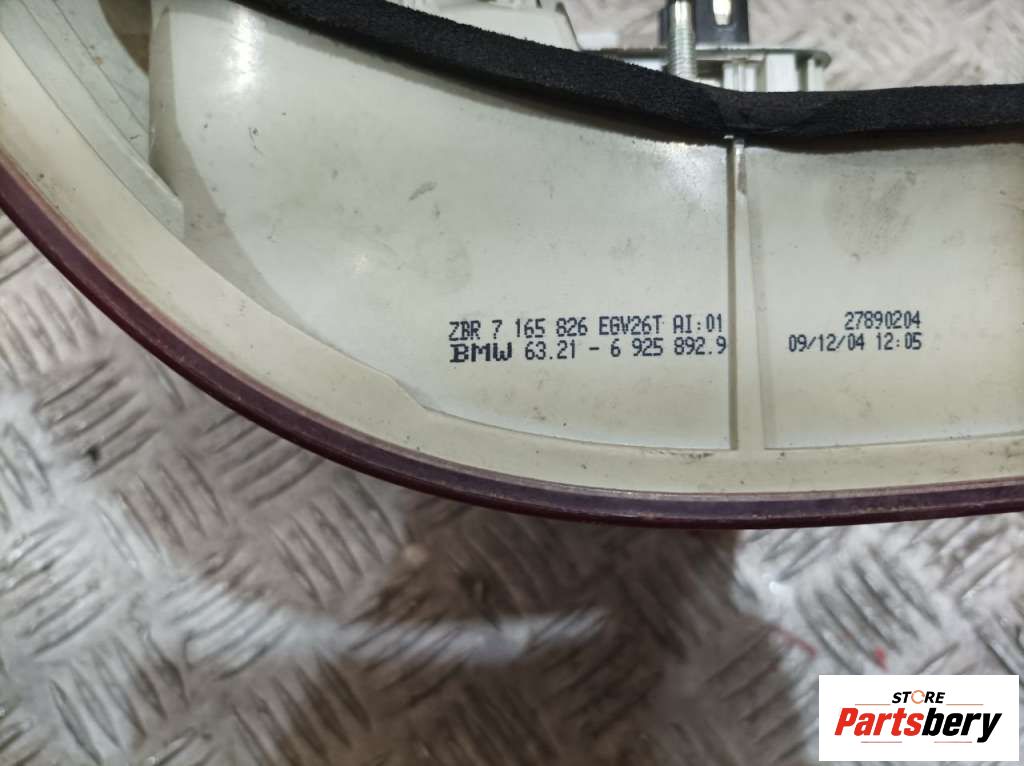 ZBR 7 165 826 EGV26T AI:01
BMW 63.21 - 6 925 892.9
27890204
09/12/04 12:05
STORE
Partsbery